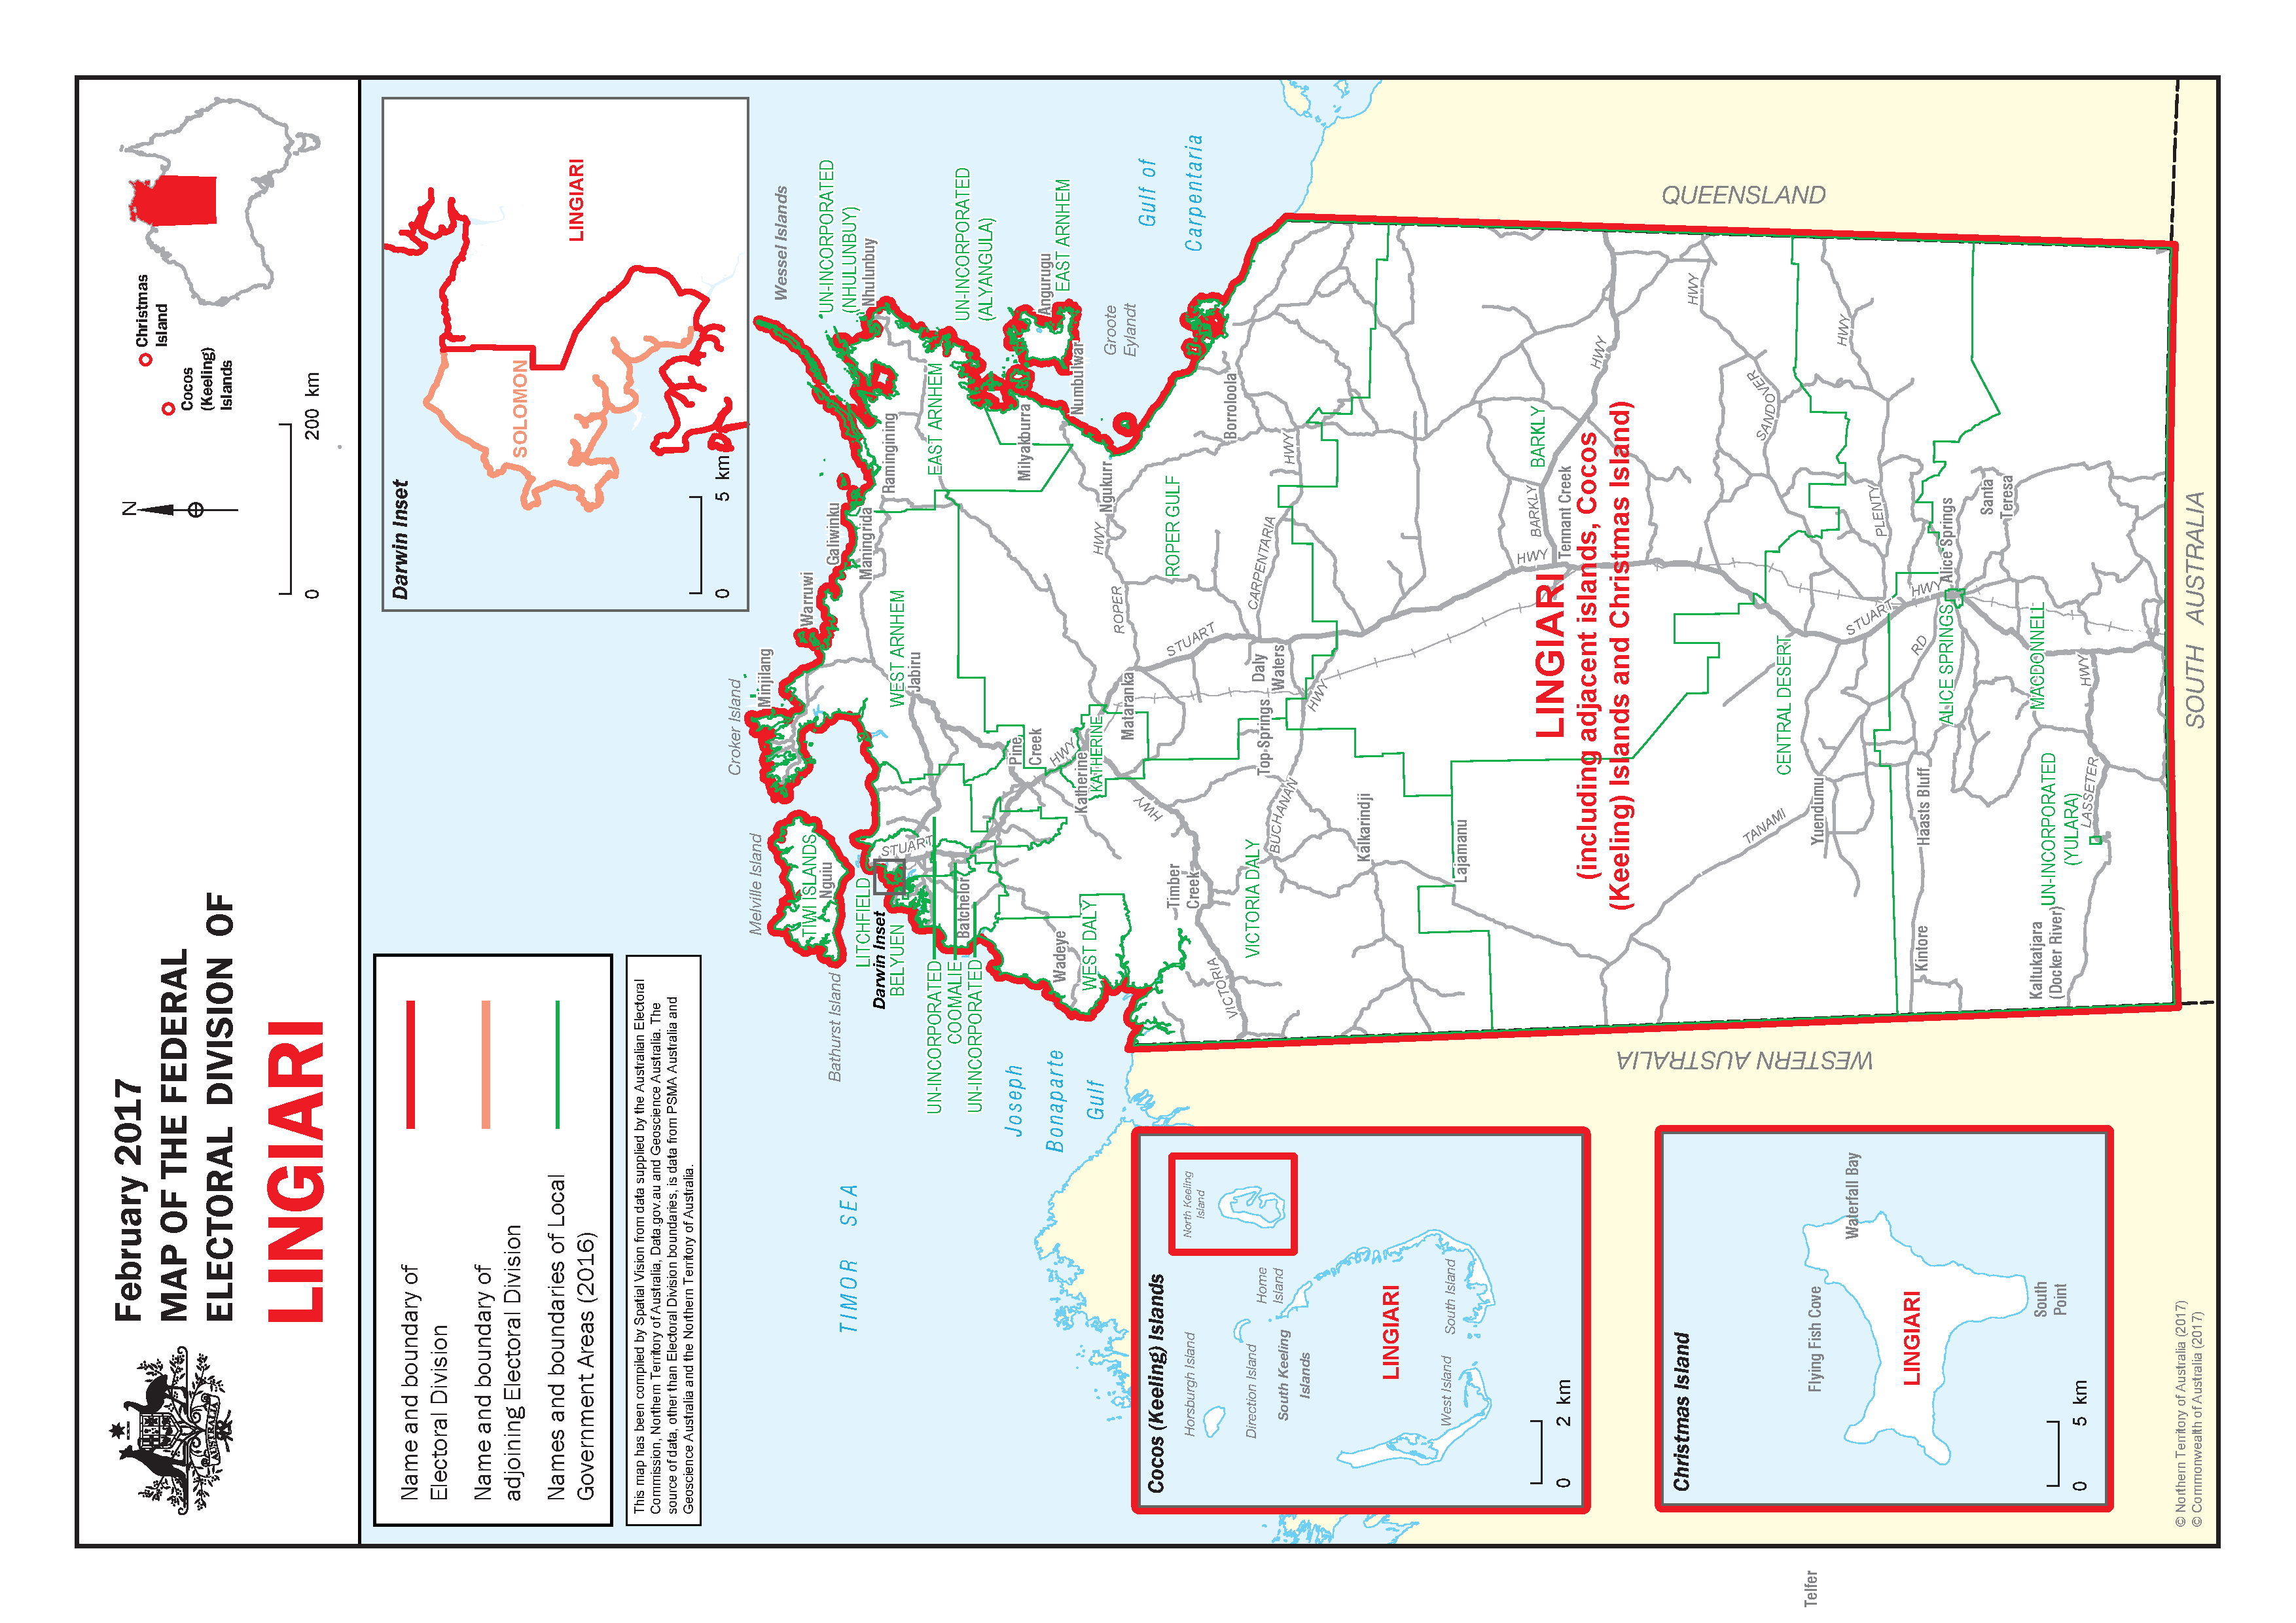 February 2017
MAP OF THE FEDERAL
ELECTORAL DIVISION OF
LINGIARI
N
0 200 km
Cocos
(Keeling)
Islands
Christmas
Island
Name and boundary of
Electoral Division
Name and boundary of
adjoining Electoral Division
Names and boundaries of Local
Government Areas (2016)
This map has been compiled by Spatial Vision from data supplied by the Australian Electoral
Commission, Northern Territory of Australia, Data.gov.au and Geoscience Australia. The
source of data, other than Electoral Division boundaries, is data from PSMA Australia and
Geoscience Australia and the Northern Territory of Australia.
Darwin Inset
SOLOMON
LINGIARI
0 5 km
Croker Island
Melville Island
Minjilang
Wessel Islands
Warruwi
TIWI ISLANDS
Nguiu
Bathurst Island
Galiwinku
UN-INCORPORATED
(NHULUNBUY)
Nhulunbuy
TIMOR SEA
LITCHFIELD
Darwin Inset
BELYUEN
STUART
WEST ARNHEM
Jabiru
Maningrida
Ramingining
EAST ARNHEM
UN-INCORPORATED
COOMALIE
UN-INCORPORATED
Batchelor
UN-INCORPORATED
(ALYANGULA)
Joseph
Bonaparte
Gulf
Pine
Creek
Milyakburra
Angurugu
EAST ARNHEM
Wadeye
WEST DALY
HWY
Katherine
KATHERINE
Numbulwar
Groote
Eylandt
Gulf of
Carpentaria
Mataranka
ROPER
HWY
Ngukurr
HWY
Timber
Creek
STUART
ROPER GULF
VICTORIA
VICTORIA DALY
Top Springs
Daly
Waters
CARPENTARIA
HWY
Borroloola
BUCHANAN
HWY
Kalkarindji
Lajamanu
HWY
BARKLY
BARKLY
HWY
Tennant Creek
LINGIARI
(including adjacent islands, Cocos
(Keeling) Islands and Christmas Island)
QUEENSLAND
WESTERN AUSTRALIA
HWY
SANDOVER
TANAMI
CENTRAL DESERT
Yuendumu
HWY
STUART
PLENTY
Kintore
Haasts Bluff
RD
HWY
ALICE SPRINGS
Alice Springs
Santa
Teresa
Kaltukatjara
(Docker River)
UN-INCORPORATED
(YULARA)
MACDONNELL
LASSETER
HWY
SOUTH AUSTRALIA
Cocos (Keeling) Islands
North Keeling
Island
Horsburgh Island
Direction Island
Home
Island
South Keeling
Islands
LINGIARI
West Island
South Island
0 2 km
Christmas Island
Flying Fish Cove
Waterfall Bay
LINGIARI
South
Point
0 5 km
© Northern Territory of Australia (2017)
© Commonwealth of Australia (2017)
Telfer